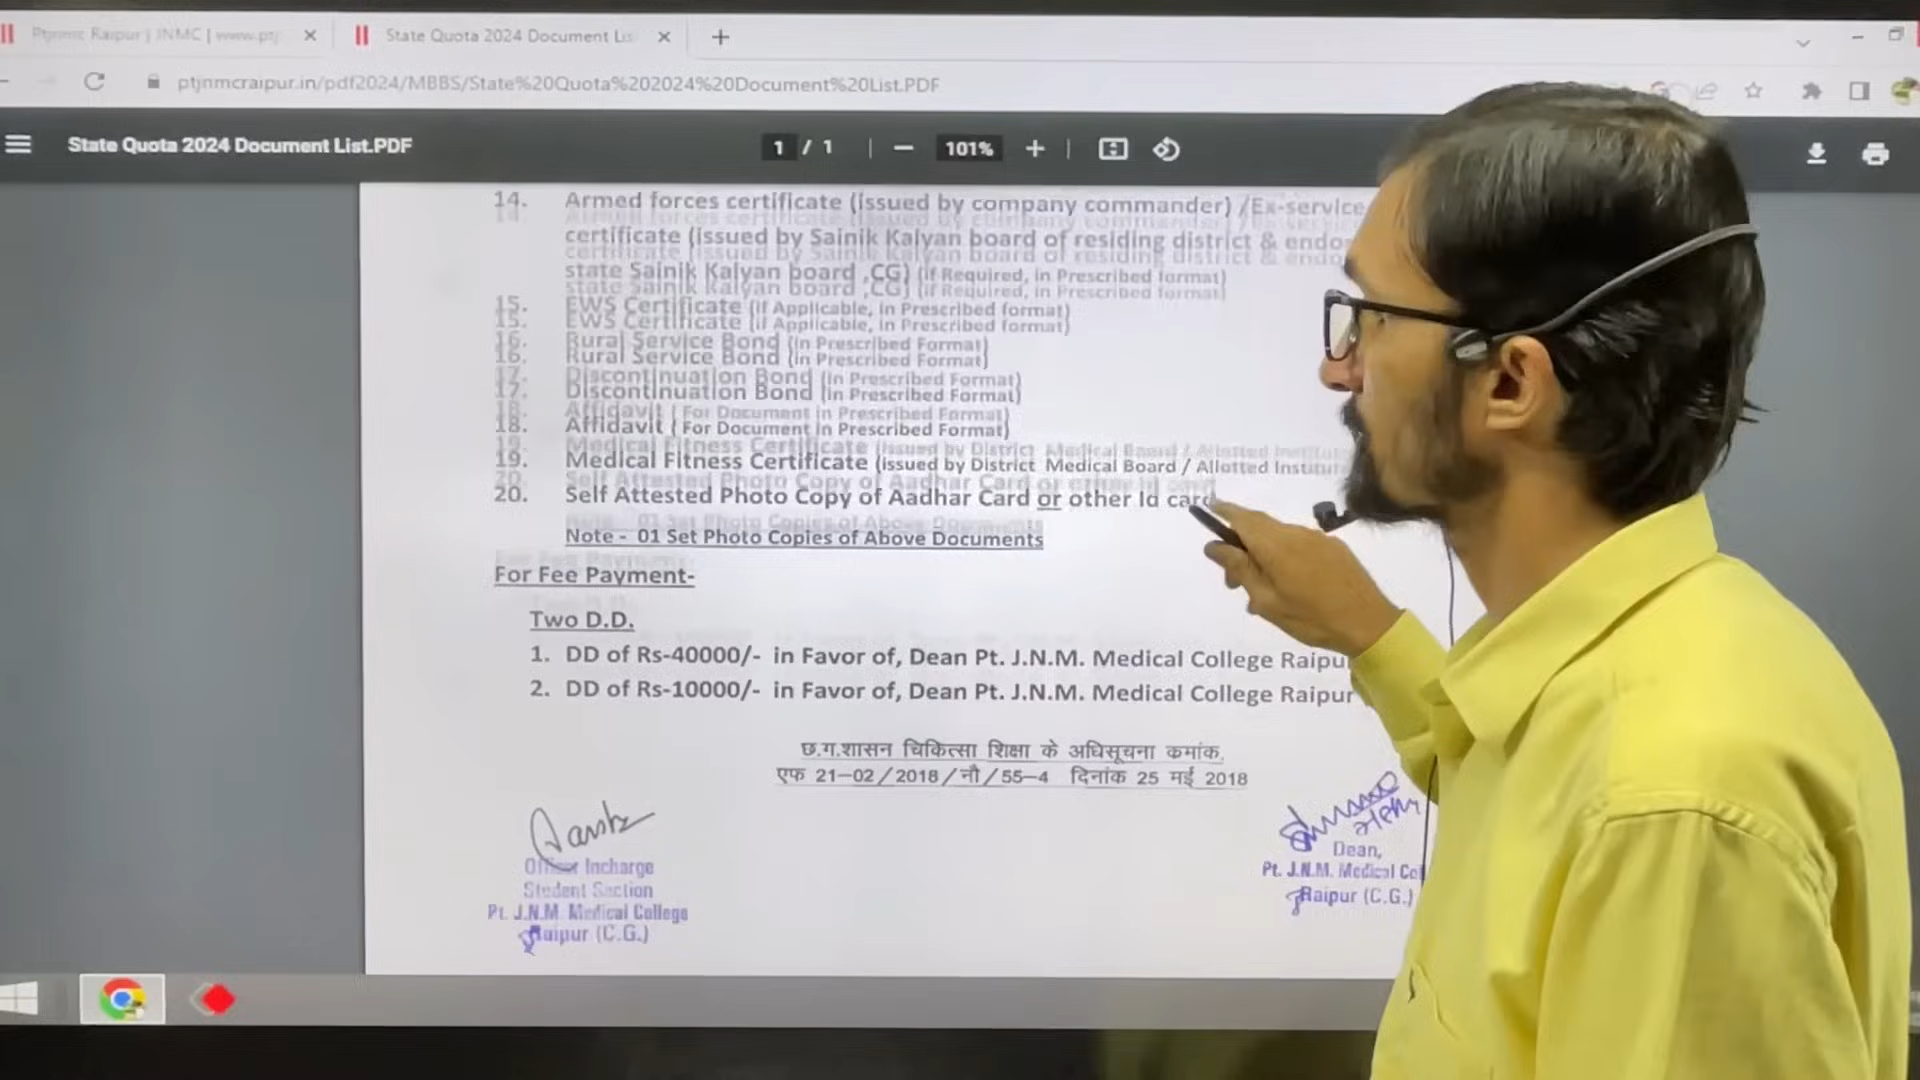 Ptjnmc Raipur | JNMC | www.ptj
State Quota 2024 Document Lis
ptjnmcraipur.in/pdf2024/MBBS/State%20Quota%202024%20Document%20List.PDF
State Quota 2024 Document List.PDF
1 / 1
101%
14. Armed forces certificate (issued by company commander) /Ex-service
certificate (issued by Sainik Kalyan board of residing district & endo
state Sainik Kalyan board ,CG) (if Required, in Prescribed format)
15. EWS Certificate (if Applicable, in Prescribed format)
16. Rural Service Bond (in Prescribed Format)
17. Discontinuation Bond (in Prescribed Format)
18. Affidavit ( For Document in Prescribed Format)
19. Medical Fitness Certificate (issued by District Medical Board / Allotted Institute
20. Self Attested Photo Copy of Aadhar Card or other Id card
Note - 01 Set Photo Copies of Above Documents
For Fee Payment-
Two D.D.
1. DD of Rs-40000/- in Favor of, Dean Pt. J.N.M. Medical College Raipu
2. DD of Rs-10000/- in Favor of, Dean Pt. J.N.M. Medical College Raipur
छ.ग.शासन चिकित्सा शिक्षा के अधिसूचना कमांक.
एफ 21–02/2018/नौ/55–4 दिनांक 25 मई 2018
Officer Incharge
Student Section
Pt. J.N.M. Medical College
Raipur (C.G.)
Dean,
Pt. J.N.M. Medical Col
Raipur (C.G.)